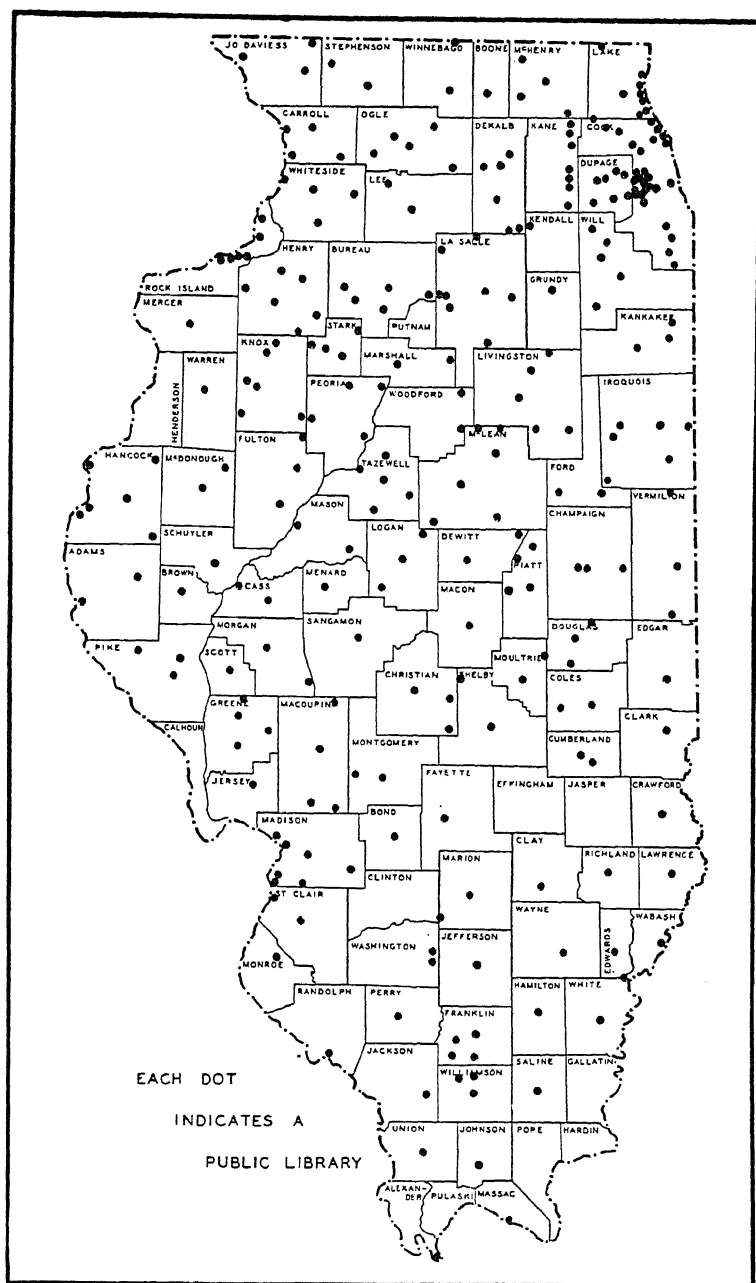 JO DAVIESS STEPHENSON WINNEBAGO BOONE McHENRY LAKE
CARROLL OGLE DEKALB KANE COOK
DUPAGE
WHITESIDE LEE
KENDALL WILL
LA SALLE
HENRY BUREAU
GRUNDY
ROCK ISLAND
MERCER
KANKAKEE
STARK PUTNAM
KNOX
WARREN MARSHALL LIVINGSTON
HENDERSON
PEORIA WOODFORD IROQUOIS
FULTON McLEAN
HANCOCK McDONOUGH
TAZEWELL FORD
VERMILION
MASON CHAMPAIGN
SCHUYLER LOGAN DEWITT
ADAMS
PIATT
BROWN CASS MENARD
MACON
MORGAN SANGAMON DOUGLAS EDGAR
PIKE
SCOTT MOULTRIE
CHRISTIAN SHELBY COLES
GREENE MACOUPIN
CALHOUN CLARK
MONTGOMERY CUMBERLAND
FAYETTE
JERSEY EFFINGHAM JASPER CRAWFORD
MADISON BOND
CLAY
MARION RICHLAND LAWRENCE
CLINTON
ST CLAIR
WAYNE
WABASH
JEFFERSON EDWARDS
WASHINGTON
MONROE
HAMILTON WHITE
RANDOLPH PERRY
FRANKLIN
JACKSON
SALINE GALLATIN
WILLIAMSON
EACH DOT
INDICATES A
UNION JOHNSON POPE HARDIN
PUBLIC LIBRARY
ALEXAN-
DER PULASKI MASSAC